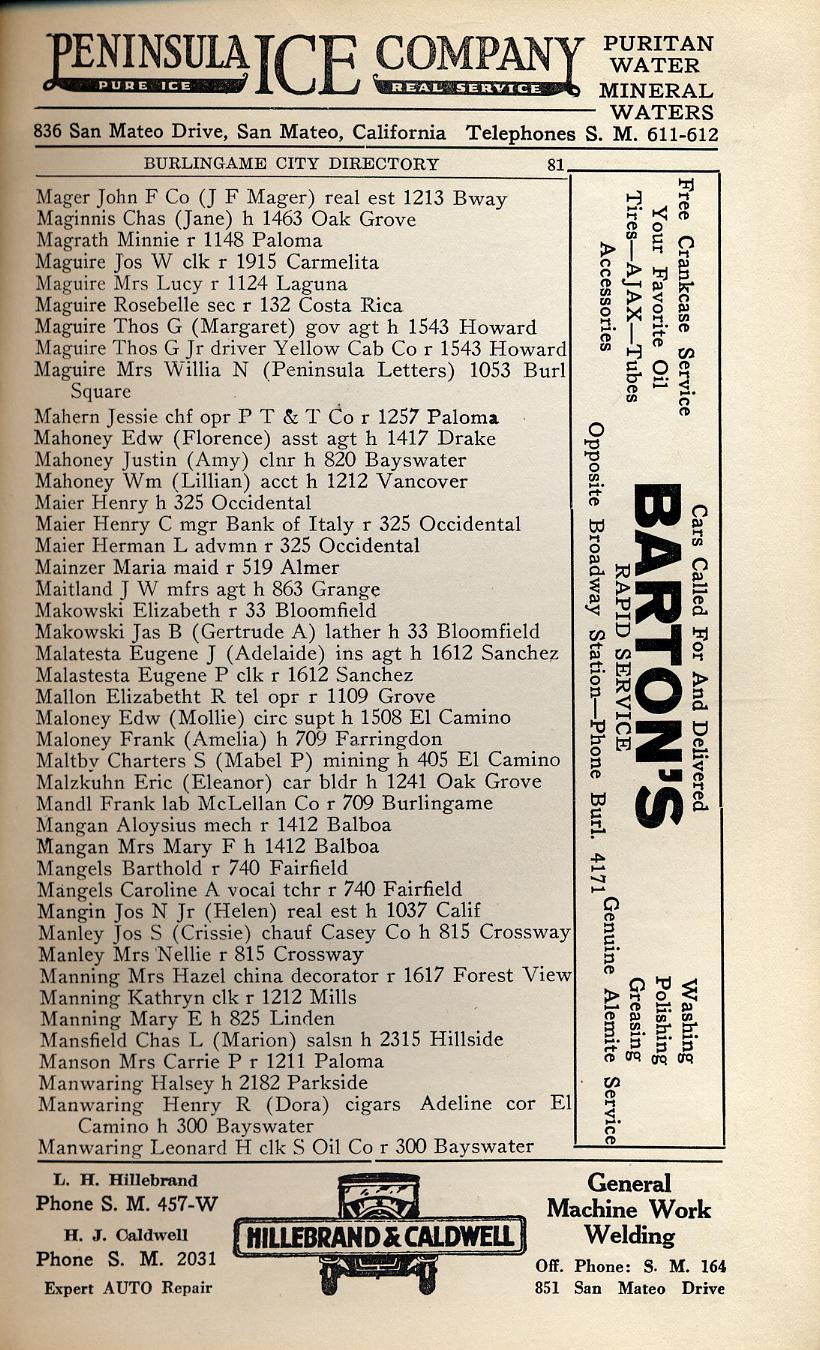 PENINSULA ICE COMPANY
PURE ICE
REAL SERVICE
PURITAN
WATER
MINERAL
WATERS
836 San Mateo Drive, San Mateo, California Telephones S. M. 611-612
BURLINGAME CITY DIRECTORY 81
Mager John F Co (J F Mager) real est 1213 Bway
Maginnis Chas (Jane) h 1463 Oak Grove
Magrath Minnie r 1148 Paloma
Maguire Jos W clk r 1915 Carmelita
Maguire Mrs Lucy r 1124 Laguna
Maguire Rosebelle sec r 132 Costa Rica
Maguire Thos G (Margaret) gov agt h 1543 Howard
Maguire Thos G Jr driver Yellow Cab Co r 1543 Howard
Maguire Mrs Willia N (Peninsula Letters) 1053 Burl
Square
Mahern Jessie chf opr P T & T Co r 1257 Paloma
Mahoney Edw (Florence) asst agt h 1417 Drake
Mahoney Justin (Amy) clnr h 820 Bayswater
Mahoney Wm (Lillian) acct h 1212 Vancover
Maier Henry h 325 Occidental
Maier Henry C mgr Bank of Italy r 325 Occidental
Maier Herman L advmn r 325 Occidental
Mainzer Maria maid r 519 Almer
Maitland J W mfrs agt h 863 Grange
Makowski Elizabeth r 33 Bloomfield
Makowski Jas B (Gertrude A) lather h 33 Bloomfield
Malatesta Eugene J (Adelaide) ins agt h 1612 Sanchez
Malastesta Eugene P clk r 1612 Sanchez
Mallon Elizabetht R tel opr r 1109 Grove
Maloney Edw (Mollie) circ supt h 1508 El Camino
Maloney Frank (Amelia) h 709 Farringdon
Maltby Charters S (Mabel P) mining h 405 El Camino
Malzkuhn Eric (Eleanor) car bldr h 1241 Oak Grove
Mandl Frank lab McLellan Co r 709 Burlingame
Mangan Aloysius mech r 1412 Balboa
Mangan Mrs Mary F h 1412 Balboa
Mangels Barthold r 740 Fairfield
Mangels Caroline A vocal tchr r 740 Fairfield
Mangin Jos N Jr (Helen) real est h 1037 Calif
Manley Jos S (Crissie) chauf Casey Co h 815 Crossway
Manley Mrs Nellie r 815 Crossway
Manning Mrs Hazel china decorator r 1617 Forest View
Manning Kathryn clk r 1212 Mills
Manning Mary E h 825 Linden
Mansfield Chas L (Marion) salsn h 2315 Hillside
Manson Mrs Carrie P r 1211 Paloma
Manwaring Halsey h 2182 Parkside
Manwaring Henry R (Dora) cigars Adeline cor El
Camino h 300 Bayswater
Manwaring Leonard H clk S Oil Co r 300 Bayswater
Free Crankcase Service
Your Favorite Oil
Tires—AJAX—Tubes
Accessories
Cars Called For And Delivered
BARTON'S
RAPID SERVICE
Opposite Broadway Station—Phone Burl. 4171
Washing
Polishing
Greasing
Genuine Alemite Service
L. H. Hillebrand
Phone S. M. 457-W
H. J. Caldwell
Phone S. M. 2031
Expert AUTO Repair
HILLEBRAND & CALDWELL
General
Machine Work
Welding
Off. Phone: S. M. 164
851 San Mateo Drive